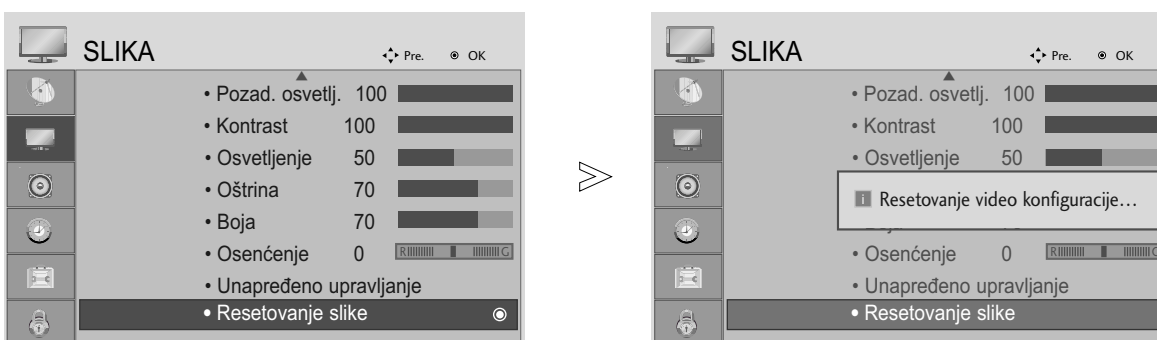 SLIKA
Pre. OK
• Pozad. osvetlj. 100
• Kontrast 100
• Osvetljenje 50
• Oštrina 70
• Boja 70
• Osenćenje 0 R G
• Unapređeno upravljanje
• Resetovanje slike
SLIKA
Pre. OK
• Pozad. osvetlj. 100
• Kontrast 100
• Osvetljenje 50
i Resetovanje video konfiguracije...
• Osenćenje 0 R G
• Unapređeno upravljanje
• Resetovanje slike